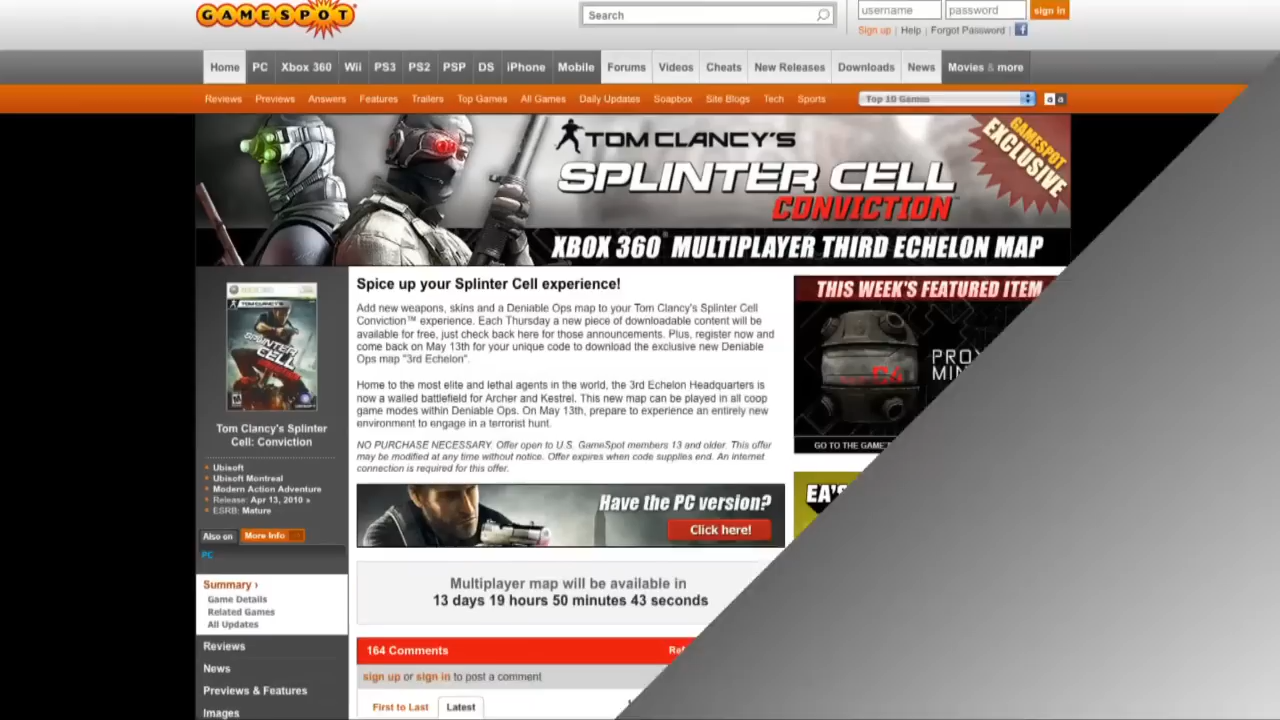 GAMESPOT
Search
username
password
sign in
Sign up | Help | Forgot Password |
Home
PC
Xbox 360
Wii
PS3
PS2
PSP
DS
iPhone
Mobile
Forums
Videos
Cheats
New Releases
Downloads
News
Movies & more
Reviews
Previews
Answers
Features
Trailers
Top Games
All Games
Daily Updates
Soapbox
Site Blogs
Tech
Sports
Top 10 Games
a a
TOM CLANCY'S
SPLINTER CELL
CONVICTION™
GAMESPOT
EXCLUSIVE
XBOX 360® MULTIPLAYER THIRD ECHELON MAP
Spice up your Splinter Cell experience!
Add new weapons, skins and a Deniable Ops map to your Tom Clancy's Splinter Cell
Conviction™ experience. Each Thursday a new piece of downloadable content will be
available for free, just check back here for those announcements. Plus, register now and
come back on May 13th for your unique code to download the exclusive new Deniable
Ops map "3rd Echelon".
Home to the most elite and lethal agents in the world, the 3rd Echelon Headquarters is
now a walled battlefield for Archer and Kestrel. This new map can be played in all coop
game modes within Deniable Ops. On May 13th, prepare to experience an entirely new
environment to engage in a terrorist hunt.
NO PURCHASE NECESSARY. Offer open to U.S. GameSpot members 13 and older. This offer
may be modified at any time without notice. Offer expires when code supplies end. An internet
connection is required for this offer.
Have the PC version?
Click here!
Multiplayer map will be available in
13 days 19 hours 50 minutes 43 seconds
164 Comments
sign up or sign in to post a comment
First to Last
Latest
THIS WEEK'S FEATURED ITEM
GO TO THE GAME
EA'S
TOM CLANCY'S
SPLINTER CELL
CONVICTION
Tom Clancy's Splinter
Cell: Conviction
Ubisoft
Ubisoft Montreal
Modern Action Adventure
Release: Apr 13, 2010 »
ESRB: Mature
Also on
More Info
PC
Summary ›
Game Details
Related Games
All Updates
Reviews
News
Previews & Features
Images